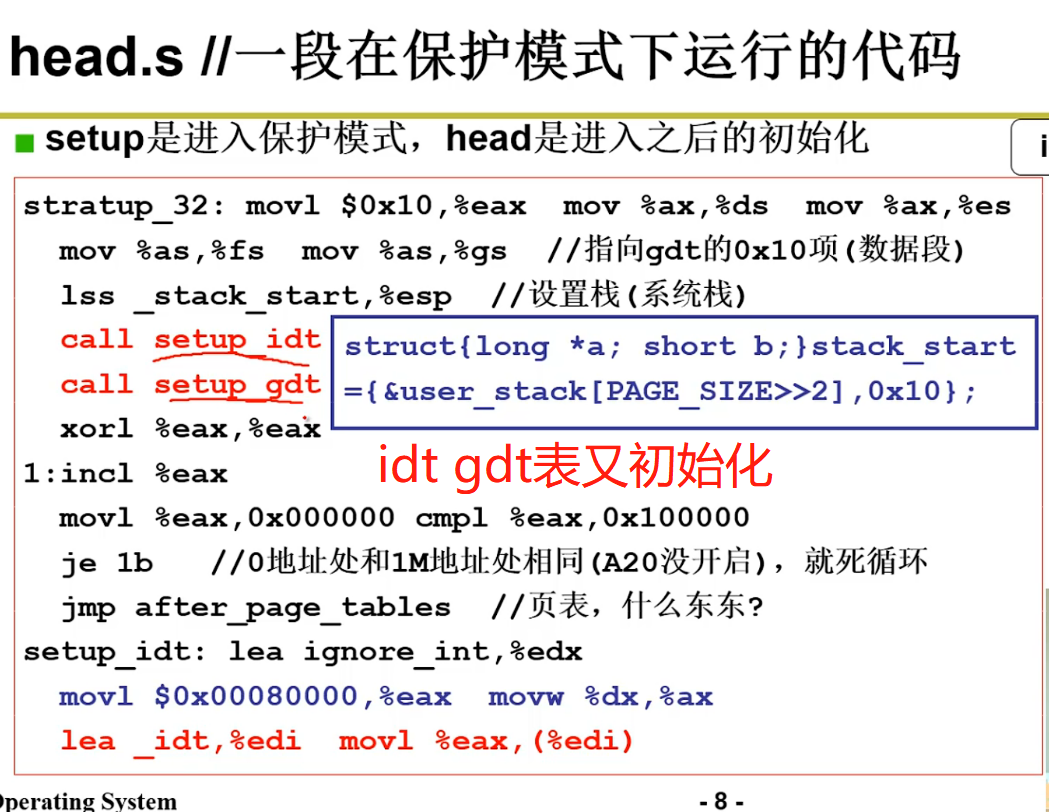 head.s //一段在保护模式下运行的代码
setup是进入保护模式，head是进入之后的初始化
i
stratup_32: movl $0x10,%eax mov %ax,%ds mov %ax,%es
mov %as,%fs mov %as,%gs //指向gdt的0x10项(数据段)
lss _stack_start,%esp //设置栈(系统栈)
call setup_idt
call setup_gdt
struct{long *a; short b;}stack_start
={&user_stack[PAGE_SIZE>>2],0x10};
xorl %eax,%eax
idt gdt表又初始化
1:incl %eax
movl %eax,0x000000 cmpl %eax,0x100000
je 1b //0地址处和1M地址处相同(A20没开启)，就死循环
jmp after_page_tables //页表，什么东东?
setup_idt: lea ignore_int,%edx
movl $0x00080000,%eax movw %dx,%ax
lea _idt,%edi movl %eax,(%edi)
Operating System
- 8 -